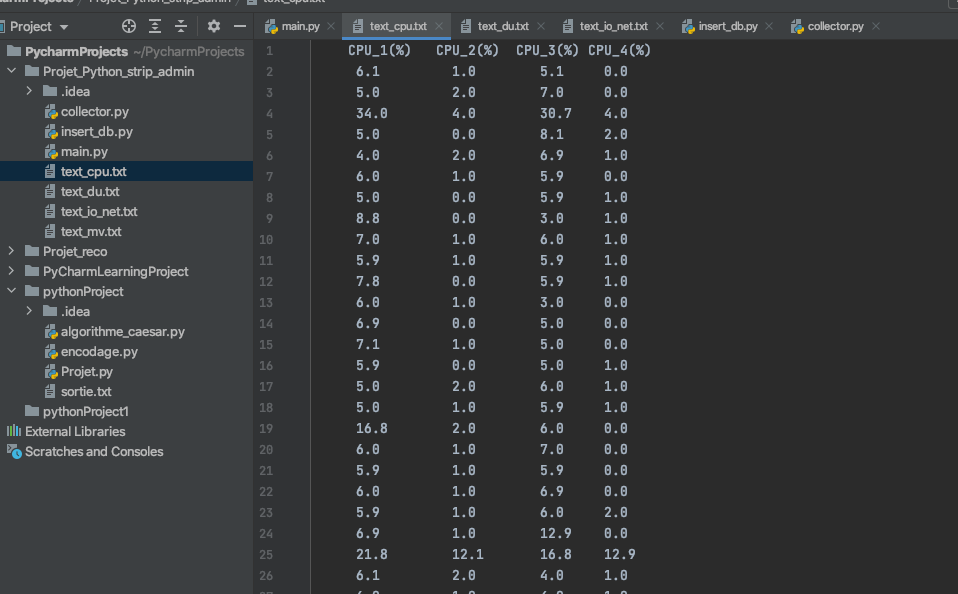 PycharmProjects / Projet_Python_strip_admin / text_cpu.txt
Project
main.py text_cpu.txt text_du.txt text_io_net.txt insert_db.py collector.py
PycharmProjects ~/PycharmProjects
Projet_Python_strip_admin
.idea
collector.py
insert_db.py
main.py
text_cpu.txt
text_du.txt
text_io_net.txt
text_mv.txt
Projet_reco
PyCharmLearningProject
pythonProject
.idea
algorithme_caesar.py
encodage.py
Projet.py
sortie.txt
pythonProject1
External Libraries
Scratches and Consoles
1 CPU_1(%) CPU_2(%) CPU_3(%) CPU_4(%)
2 6.1 1.0 5.1 0.0
3 5.0 2.0 7.0 0.0
4 34.0 4.0 30.7 4.0
5 5.0 0.0 8.1 2.0
6 4.0 2.0 6.9 1.0
7 6.0 1.0 5.9 0.0
8 5.0 0.0 5.9 1.0
9 8.8 0.0 3.0 1.0
10 7.0 1.0 6.0 1.0
11 5.9 1.0 5.9 1.0
12 7.8 0.0 5.9 1.0
13 6.0 1.0 3.0 0.0
14 6.9 0.0 5.0 0.0
15 7.1 1.0 5.0 0.0
16 5.9 0.0 5.0 1.0
17 5.0 2.0 6.0 1.0
18 5.0 1.0 5.9 1.0
19 16.8 2.0 6.0 0.0
20 6.0 1.0 7.0 0.0
21 5.9 1.0 5.9 0.0
22 6.0 1.0 6.9 0.0
23 5.9 1.0 6.0 2.0
24 6.9 1.0 12.9 0.0
25 21.8 12.1 16.8 12.9
26 6.1 2.0 4.0 1.0